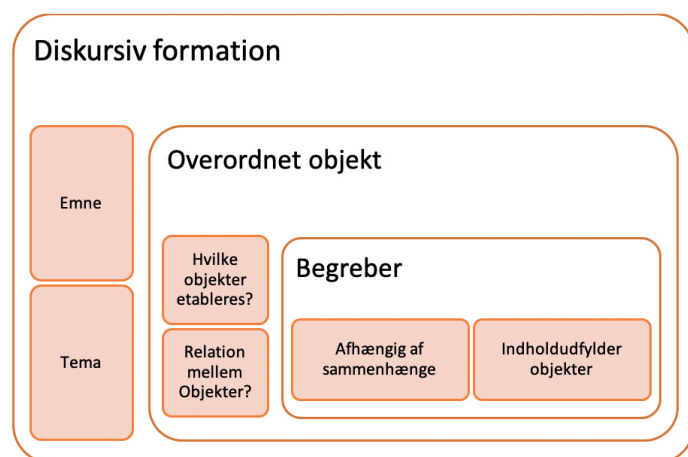 Diskursiv formation
Emne
Tema
Overordnet objekt
Hvilke
objekter
etableres?
Relation
mellem
Objekter?
Begreber
Afhængig af
sammenhænge
Indholdudfylder
objekter